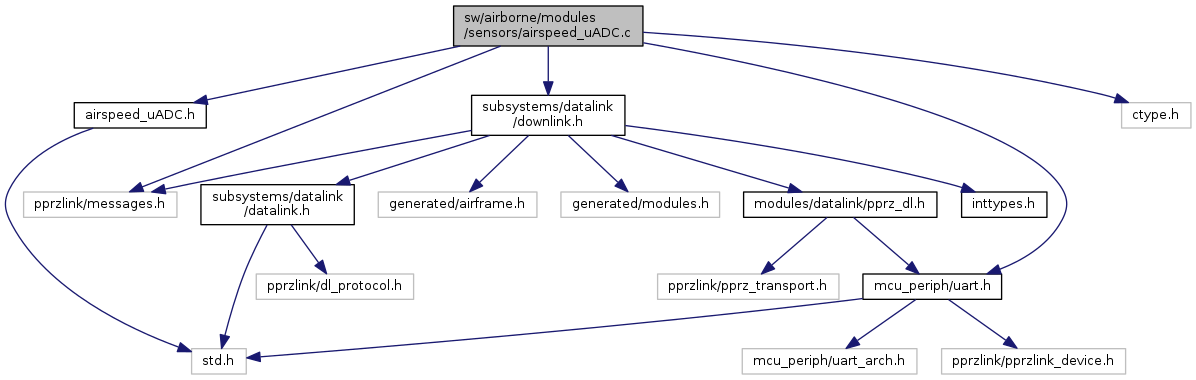 sw/airborne/modules
/sensors/airspeed_uADC.c
airspeed_uADC.h
subsystems/datalink
/downlink.h
ctype.h
pprzlink/messages.h
subsystems/datalink
/datalink.h
generated/airframe.h
generated/modules.h
modules/datalink/pprz_dl.h
inttypes.h
pprzlink/dl_protocol.h
pprzlink/pprz_transport.h
mcu_periph/uart.h
std.h
mcu_periph/uart_arch.h
pprzlink/pprzlink_device.h